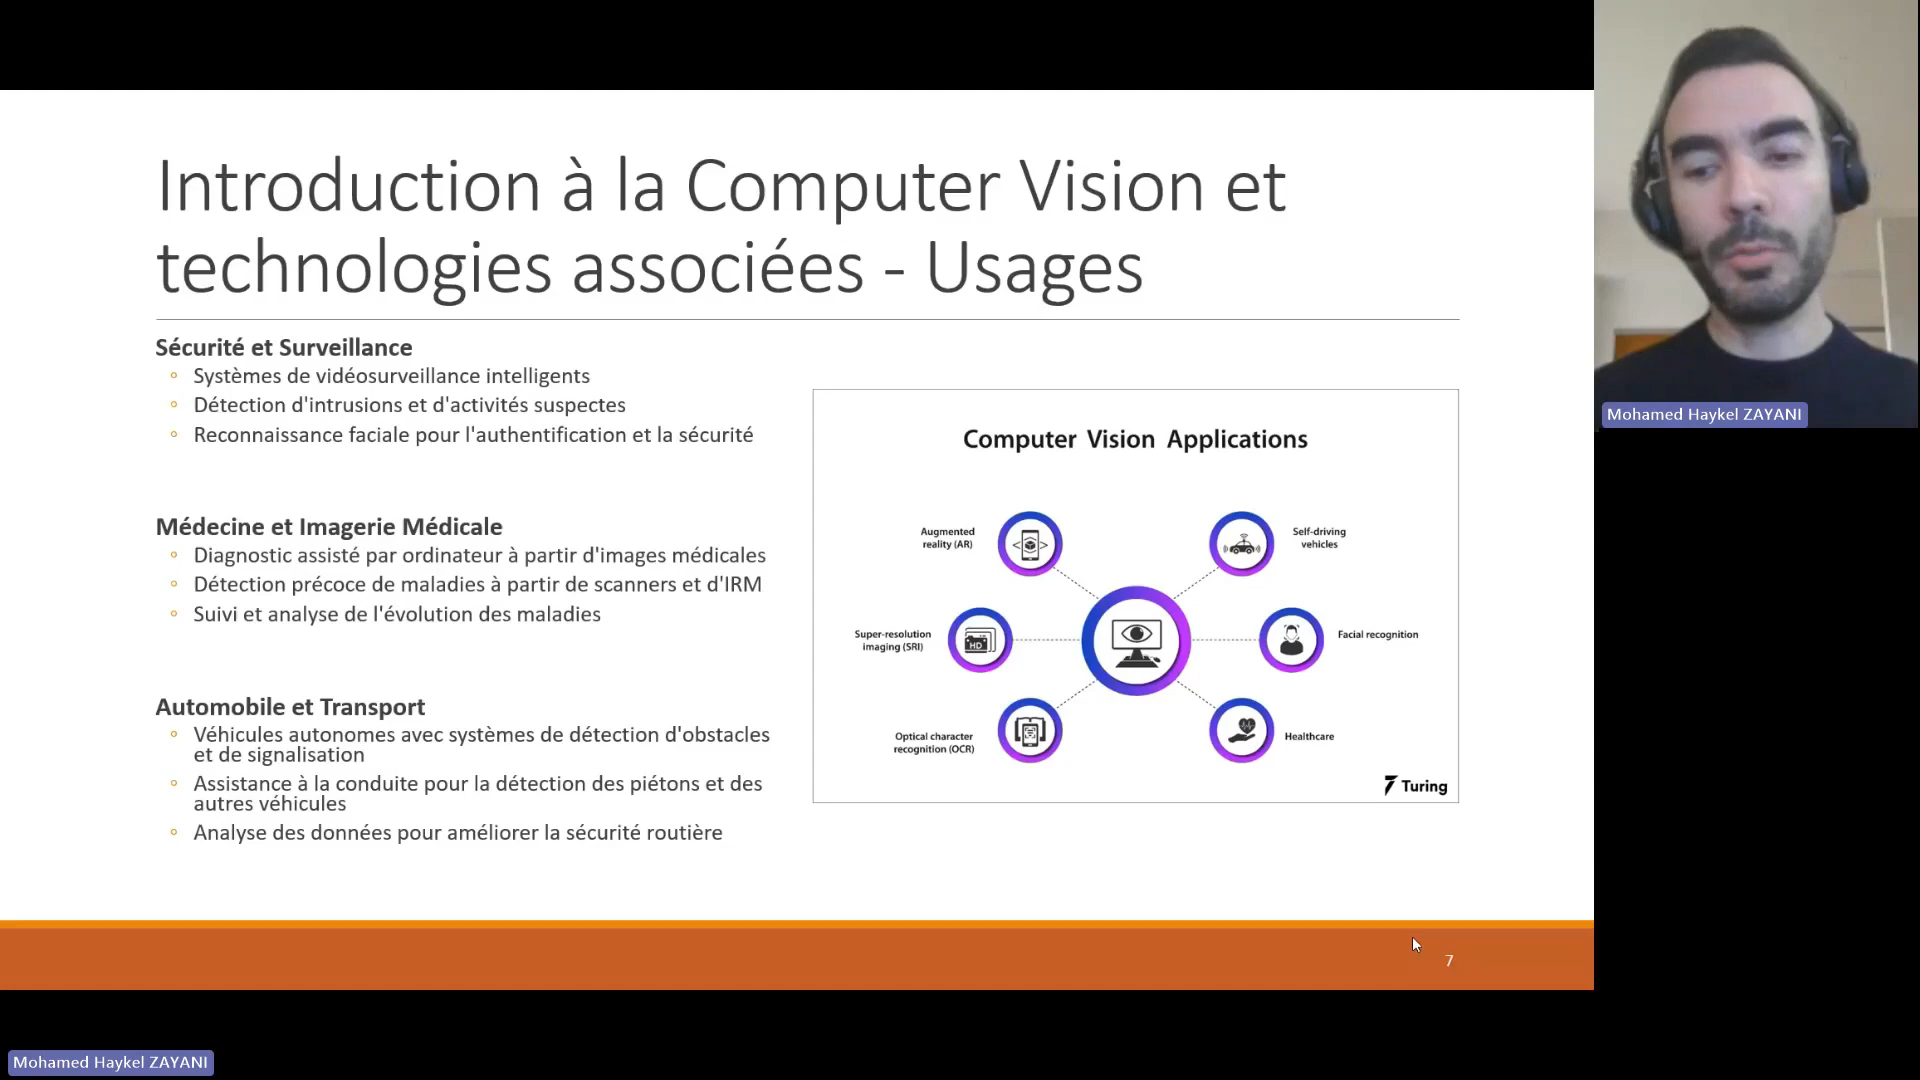 Introduction à la Computer Vision et
technologies associées - Usages
Sécurité et Surveillance
Systèmes de vidéosurveillance intelligents
Détection d'intrusions et d'activités suspectes
Reconnaissance faciale pour l'authentification et la sécurité
Médecine et Imagerie Médicale
Diagnostic assisté par ordinateur à partir d'images médicales
Détection précoce de maladies à partir de scanners et d'IRM
Suivi et analyse de l'évolution des maladies
Automobile et Transport
Véhicules autonomes avec systèmes de détection d'obstacles
et de signalisation
Assistance à la conduite pour la détection des piétons et des
autres véhicules
Analyse des données pour améliorer la sécurité routière
Computer Vision Applications
Augmented
reality (AR)
Self-driving
vehicles
Super-resolution
imaging (SRI)
HD
Facial recognition
Optical character
recognition (OCR)
Healthcare
Turing
7
Mohamed Haykel ZAYANI
Mohamed Haykel ZAYANI